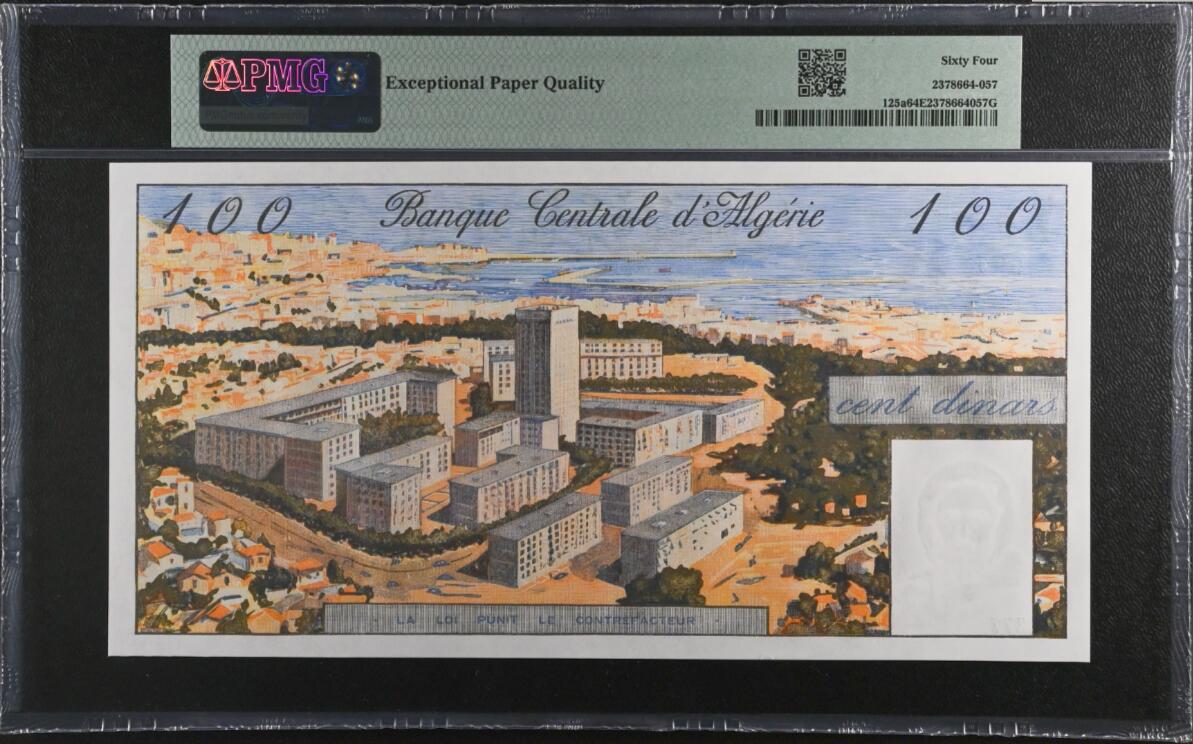 PMG
Exceptional Paper Quality
Sixty Four
2378664-057
125a64E2378664057G
100
Banque Centrale d'Algérie
100
cent dinars
LA LOI PUNIT LE CONTREFACTEUR